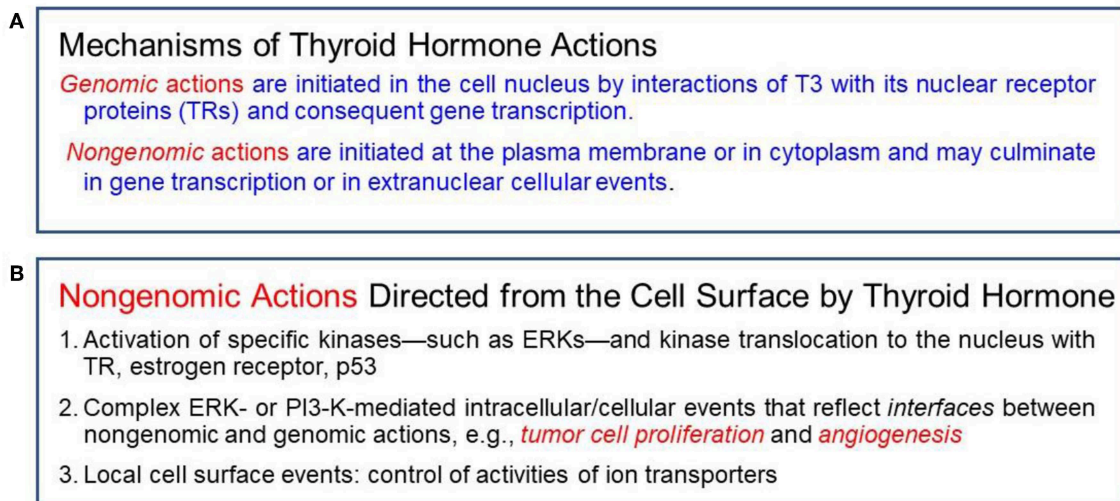 A
Mechanisms of Thyroid Hormone Actions
Genomic actions are initiated in the cell nucleus by interactions of T3 with its nuclear receptor
proteins (TRs) and consequent gene transcription.
Nongenomic actions are initiated at the plasma membrane or in cytoplasm and may culminate
in gene transcription or in extranuclear cellular events.
B
Nongenomic Actions Directed from the Cell Surface by Thyroid Hormone
1. Activation of specific kinases—such as ERKs—and kinase translocation to the nucleus with
TR, estrogen receptor, p53
2. Complex ERK- or PI3-K-mediated intracellular/cellular events that reflect interfaces between
nongenomic and genomic actions, e.g., tumor cell proliferation and angiogenesis
3. Local cell surface events: control of activities of ion transporters